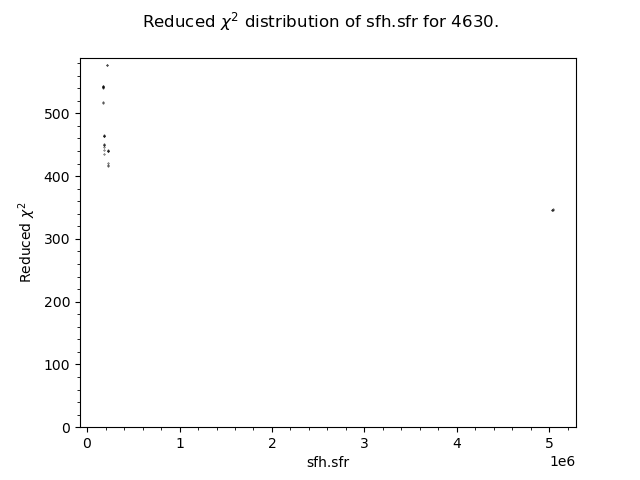 Reduced χ² distribution of sfh.sfr for 4630.
500
400
300
200
100
0
Reduced χ²
0 1 2 3 4 5
1e6
sfh.sfr